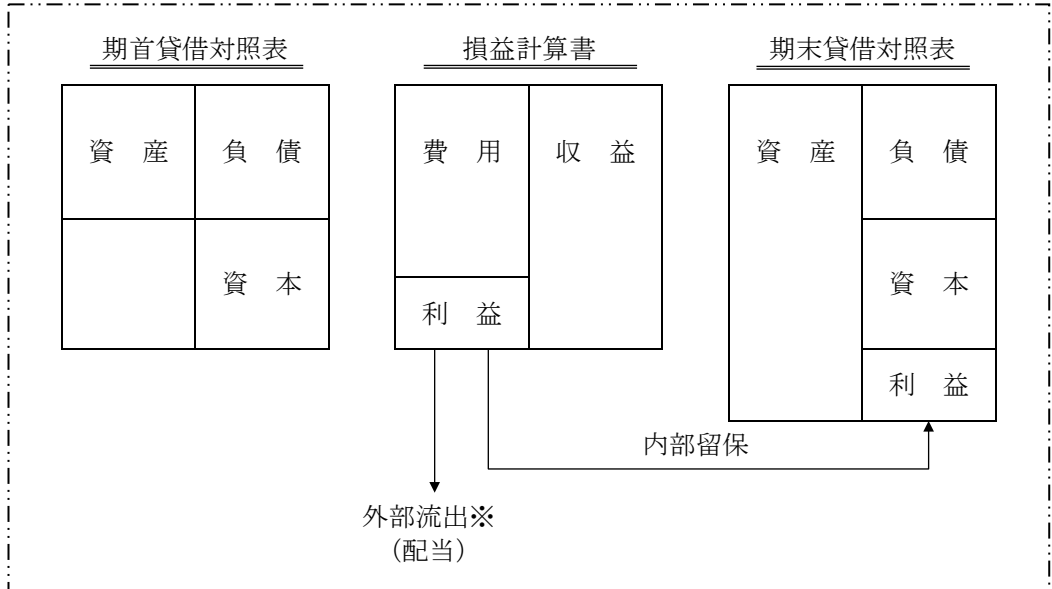 期首貸借対照表
損益計算書
期末貸借対照表
資 産
負 債
資 本
費 用
収 益
利 益
資 産
負 債
資 本
利 益
内部留保
外部流出※
(配当)